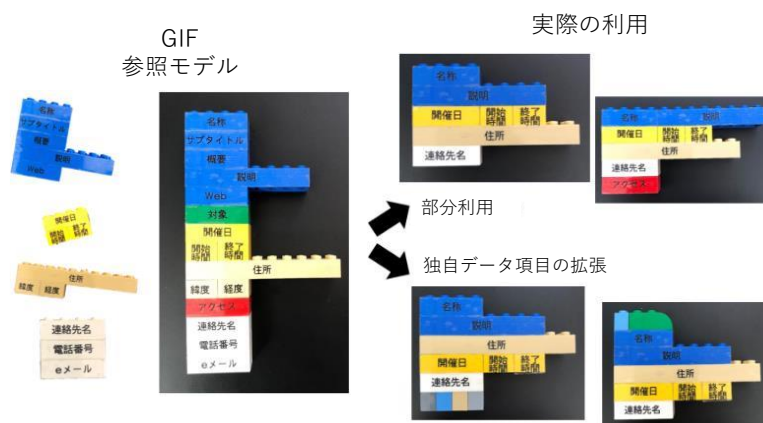 GIF
参照モデル
実際の利用
名称
サブタイトル
概要
説明
Web
開催日
開始時間
終了時間
住所
緯度
経度
連絡先名
電話番号
eメール
名称
サブタイトル
概要
説明
Web
対象
開催日
開始時間
終了時間
住所
緯度
経度
アクセス
連絡先名
電話番号
eメール
名称
説明
開催日
開始時間
終了時間
住所
連絡先名
名称
説明
開催日
開始時間
終了時間
住所
連絡先名
アクセス
部分利用
独自データ項目の拡張
名称
説明
住所
開催日
開始時間
終了時間
連絡先名
名称
説明
住所
開催日
開始時間
終了時間
連絡先名